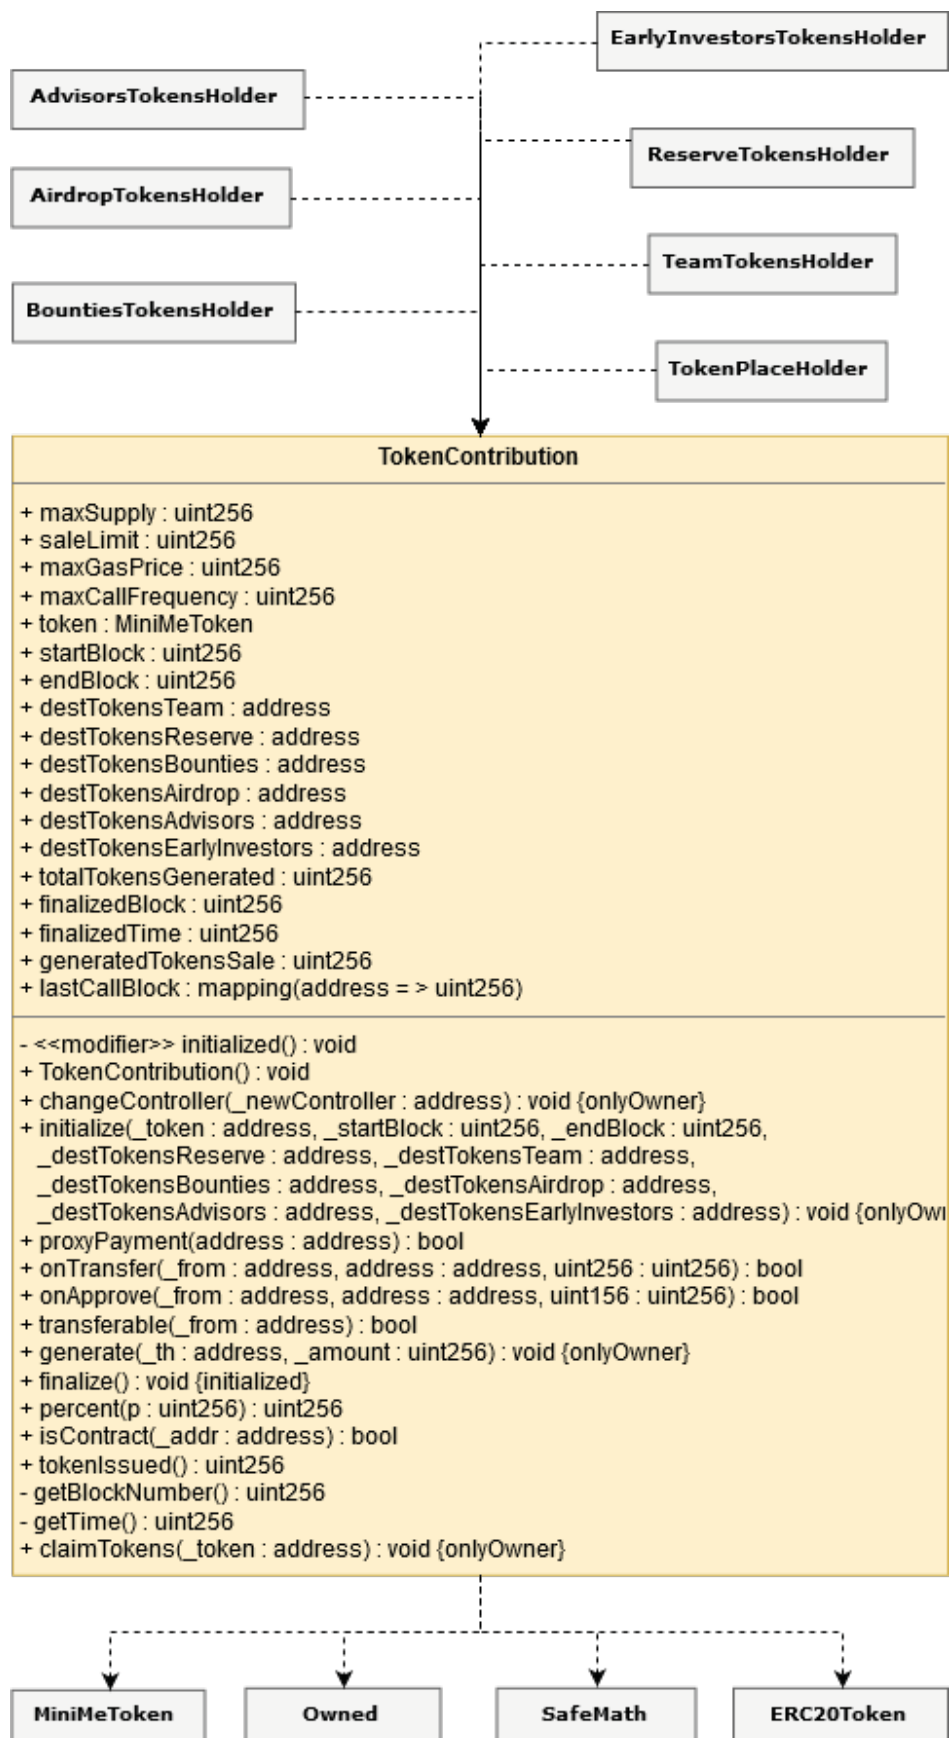 EarlyInvestorsTokensHolder
AdvisorsTokensHolder
ReserveTokensHolder
AirdropTokensHolder
TeamTokensHolder
BountiesTokensHolder
TokenPlaceHolder
TokenContribution
+ maxSupply : uint256
+ saleLimit : uint256
+ maxGasPrice : uint256
+ maxCallFrequency : uint256
+ token : MiniMeToken
+ startBlock : uint256
+ endBlock : uint256
+ destTokensTeam : address
+ destTokensReserve : address
+ destTokensBounties : address
+ destTokensAirdrop : address
+ destTokensAdvisors : address
+ destTokensEarlyInvestors : address
+ totalTokensGenerated : uint256
+ finalizedBlock : uint256
+ finalizedTime : uint256
+ generatedTokensSale : uint256
+ lastCallBlock : mapping(address = > uint256)
- <<modifier>> initialized() : void
+ TokenContribution() : void
+ changeController(_newController : address) : void {onlyOwner}
+ initialize(_token : address, _startBlock : uint256, _endBlock : uint256,
_destTokensReserve : address, _destTokensTeam : address,
_destTokensBounties : address, _destTokensAirdrop : address,
_destTokensAdvisors : address, _destTokensEarlyInvestors : address) : void {onlyOw
+ proxyPayment(address : address) : bool
+ onTransfer(_from : address, address : address, uint256 : uint256) : bool
+ onApprove(_from : address, address : address, uint156 : uint256) : bool
+ transferable(_from : address) : bool
+ generate(_th : address, _amount : uint256) : void {onlyOwner}
+ finalize() : void {initialized}
+ percent(p : uint256) : uint256
+ isContract(_addr : address) : bool
+ tokenIssued() : uint256
- getBlockNumber() : uint256
- getTime() : uint256
+ claimTokens(_token : address) : void {onlyOwner}
MiniMeToken
Owned
SafeMath
ERC20Token